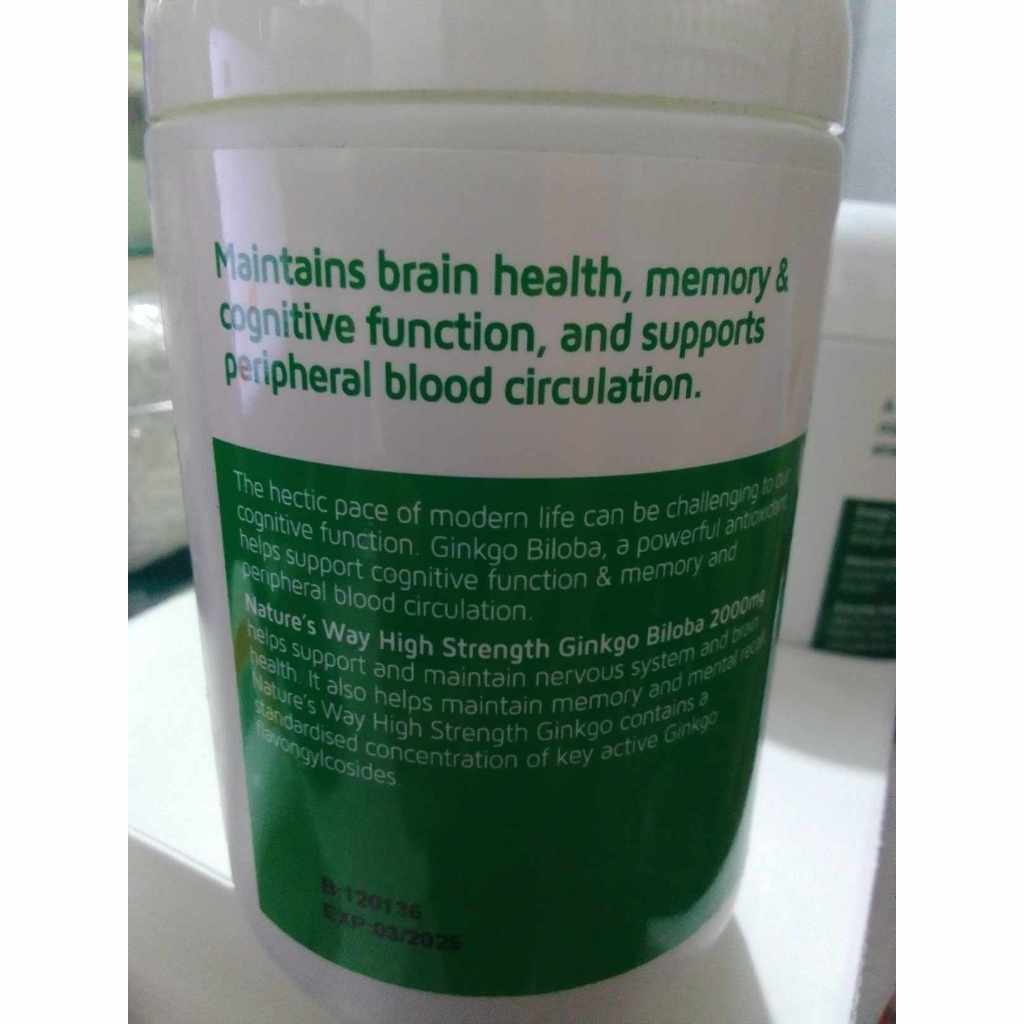 Maintains brain health, memory &
cognitive function, and supports
peripheral blood circulation.
The hectic pace of modern life can be challenging to our
cognitive function. Ginkgo Biloba, a powerful antioxidant
helps support cognitive function & memory and
peripheral blood circulation.
Nature's Way High Strength Ginkgo Biloba 2000mg
helps support and maintain nervous system and brain
health. It also helps maintain memory and mental recall.
Nature's Way High Strength Ginkgo contains a
standardised concentration of key active Ginkgo
flavongylcosides.
B:120136
EXP:03/2025